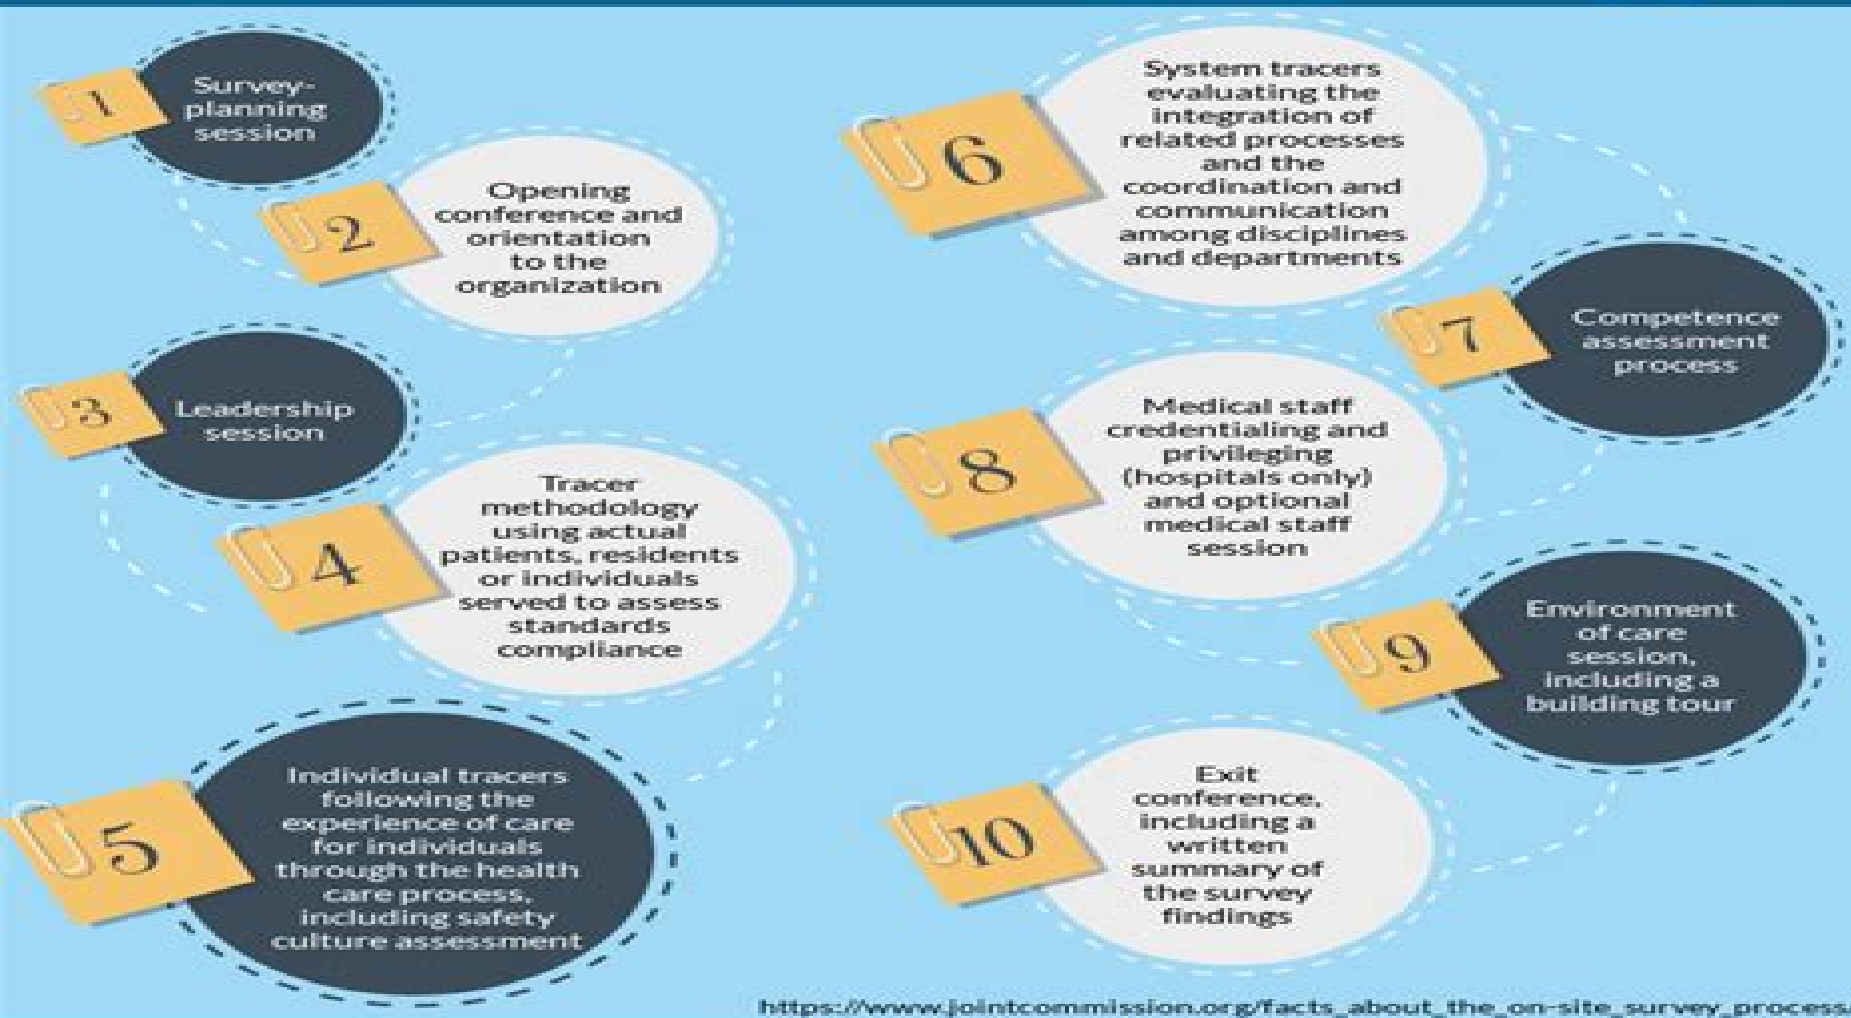 1
Survey-
planning
session
2
Opening
conference and
orientation
to the
organization
3
Leadership
session
4
Tracer
methodology
using actual
patients, residents
or individuals
served to assess
standards
compliance
5
Individual tracers
following the
experience of care
for individuals
through the health
care process,
including safety
culture assessment
6
System tracers
evaluating the
integration of
related processes
and the
coordination and
communication
among disciplines
and departments
7
Competence
assessment
process
8
Medical staff
credentialing and
privileging
(hospitals only)
and optional
medical staff
session
9
Environment
of care
session,
including a
building tour
10
Exit
conference,
including a
written
summary of
the survey
findings
https://www.jointcommission.org/facts_about_the_on-site_survey_process/